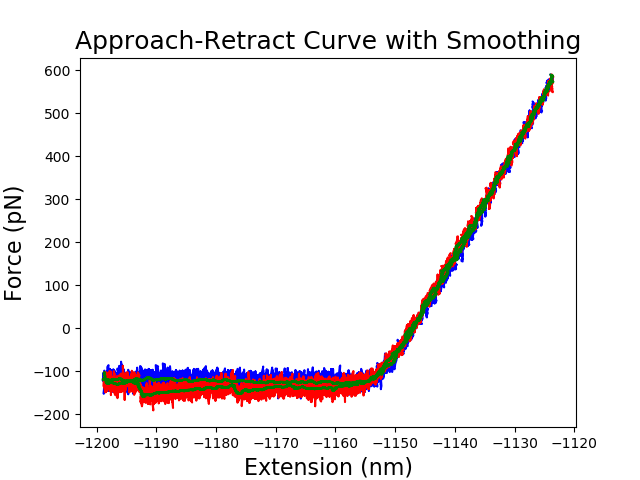 Approach-Retract Curve with Smoothing
600
500
400
300
200
100
0
−100
−200
Force (pN)
−1200 −1190 −1180 −1170 −1160 −1150 −1140 −1130 −1120
Extension (nm)